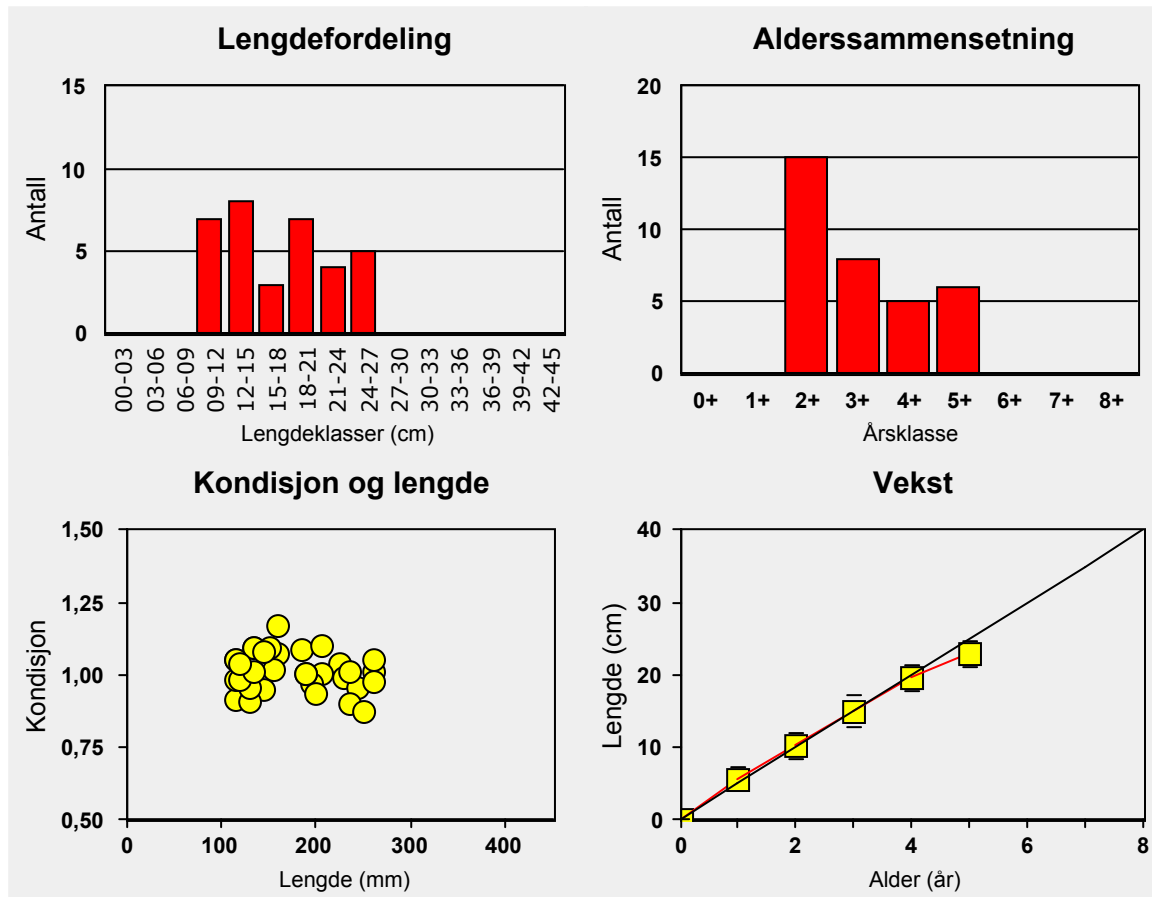 Lengdefordeling
Antall
15
10
5
0
00-03
03-06
06-09
09-12
12-15
15-18
18-21
21-24
24-27
27-30
30-33
33-36
36-39
39-42
42-45
Lengdeklasser (cm)
Alderssammensetning
Antall
20
15
10
5
0
0+ 1+ 2+ 3+ 4+ 5+ 6+ 7+ 8+
Årsklasse
Kondisjon og lengde
Kondisjon
1,50
1,25
1,00
0,75
0,50
0 100 200 300 400
Lengde (mm)
Vekst
Lengde (cm)
40
30
20
10
0
0 2 4 6 8
Alder (år)